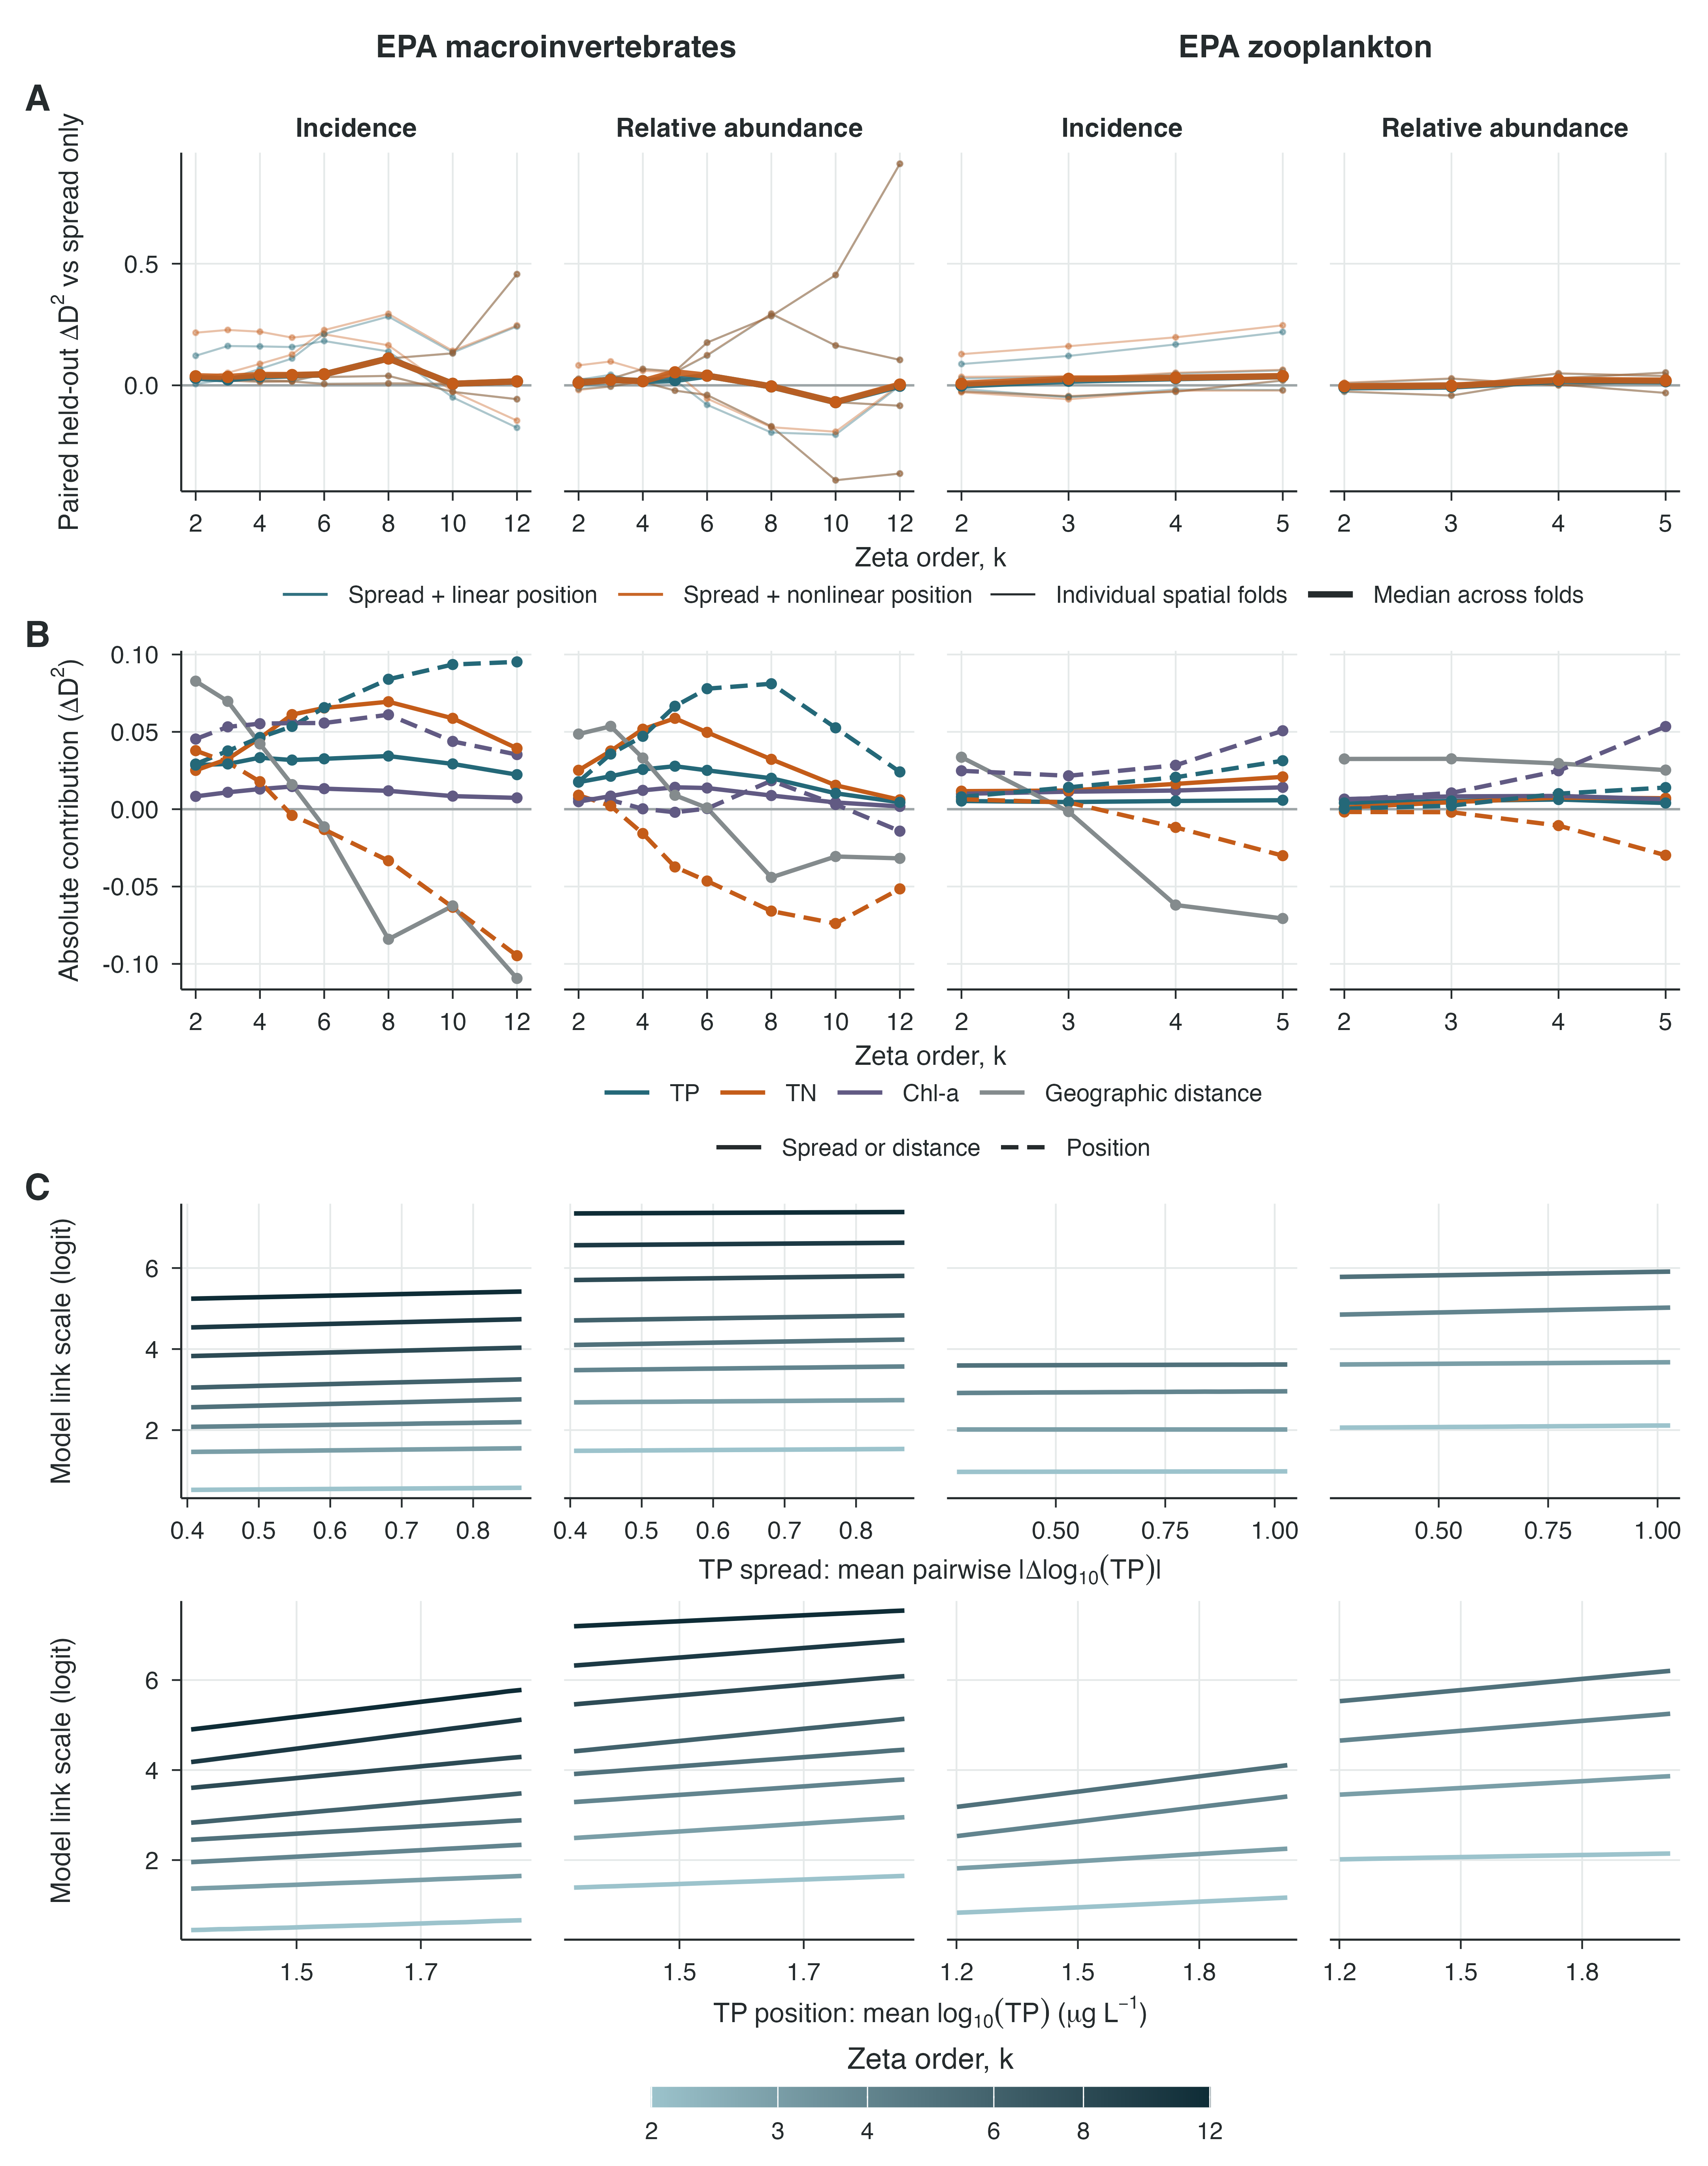 EPA macroinvertebrates EPA zooplankton
A
Incidence Relative abundance Incidence Relative abundance
Paired held-out ΔD² vs spread only
0.5
0.0
2 4 6 8 10 12 2 4 6 8 10 12 2 3 4 5 2 3 4 5
Zeta order, k
Spread + linear position Spread + nonlinear position Individual spatial folds Median across folds
B
Absolute contribution (ΔD²)
0.10
0.05
0.00
-0.05
-0.10
2 4 6 8 10 12 2 4 6 8 10 12 2 3 4 5 2 3 4 5
Zeta order, k
TP TN Chl-a Geographic distance
Spread or distance Position
C
Model link scale (logit)
6
4
2
0.4 0.5 0.6 0.7 0.8 0.4 0.5 0.6 0.7 0.8 0.50 0.75 1.00 0.50 0.75 1.00
TP spread: mean pairwise |Δlog₁₀(TP)|
Model link scale (logit)
6
4
2
1.5 1.7 1.5 1.7 1.2 1.5 1.8 1.2 1.5 1.8
TP position: mean log₁₀(TP) (μg L⁻¹)
Zeta order, k
2 3 4 6 8 12